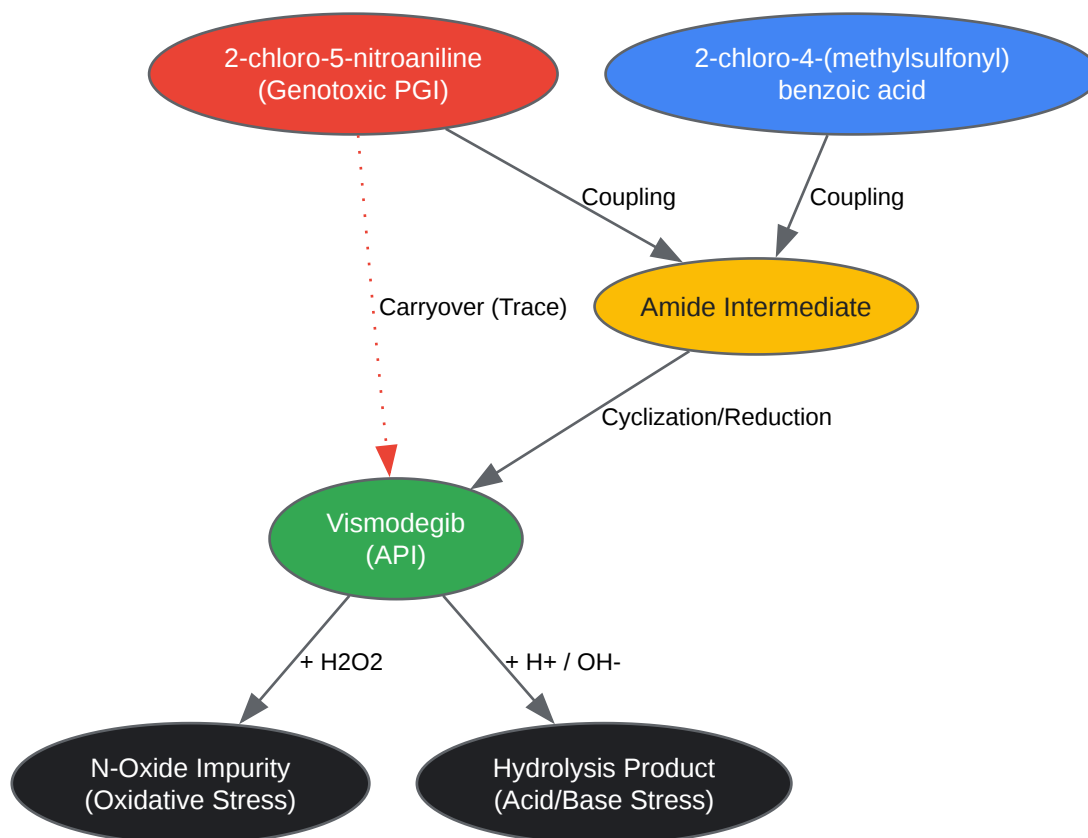 2-chloro-5-nitroaniline
(Genotoxic PGI)
2-chloro-4-(methylsulfonyl)
benzoic acid
Coupling
Coupling
Carryover (Trace)
Amide Intermediate
Cyclization/Reduction
Vismodegib
(API)
+ H2O2
+ H+ / OH-
N-Oxide Impurity
(Oxidative Stress)
Hydrolysis Product
(Acid/Base Stress)